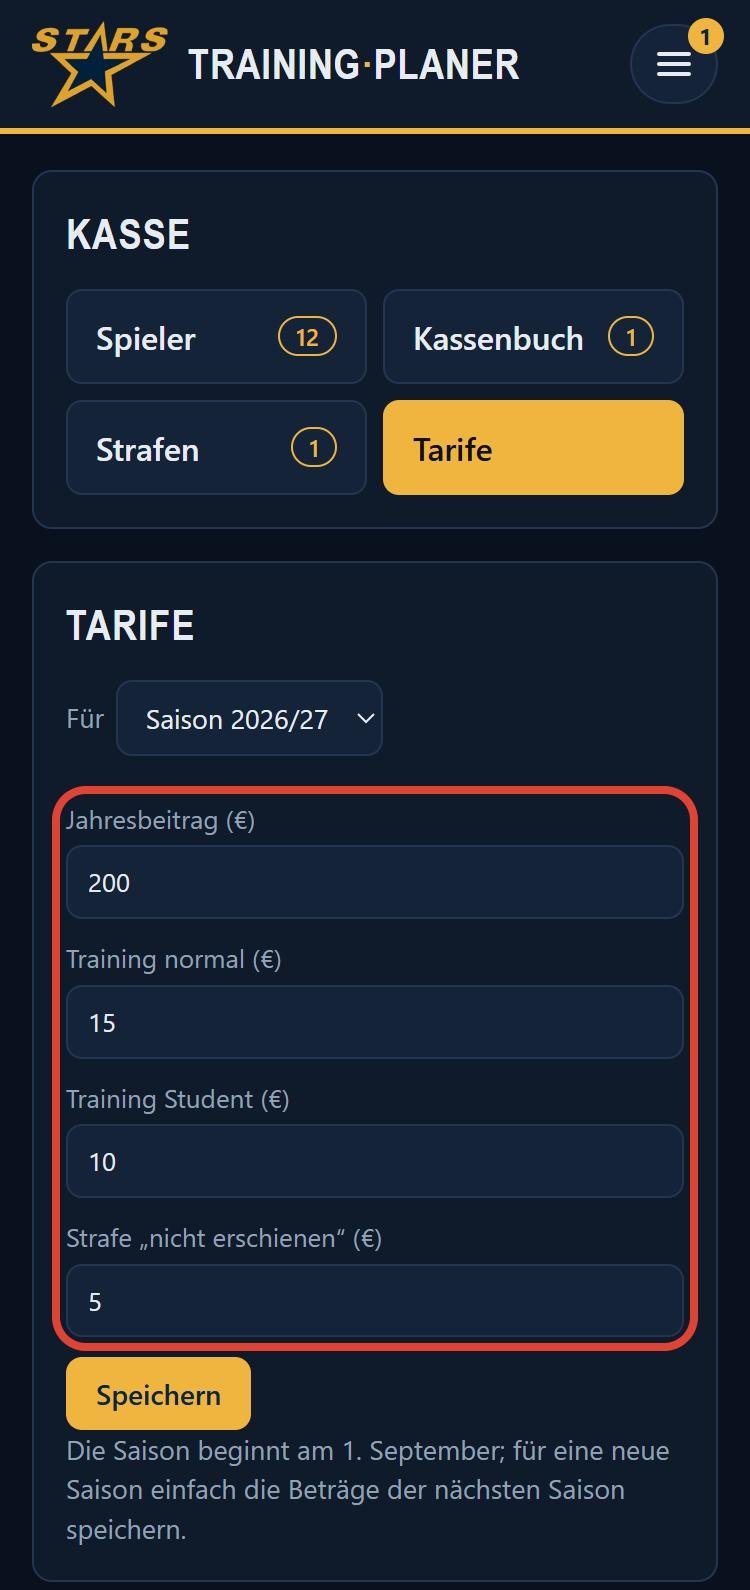 STARS
TRAINING·PLANER
1
KASSE
Spieler 12
Kassenbuch 1
Strafen 1
Tarife
TARIFE
Für Saison 2026/27
Jahresbeitrag (€)
200
Training normal (€)
15
Training Student (€)
10
Strafe „nicht erschienen“ (€)
5
Speichern
Die Saison beginnt am 1. September; für eine neue
Saison einfach die Beträge der nächsten Saison
speichern.